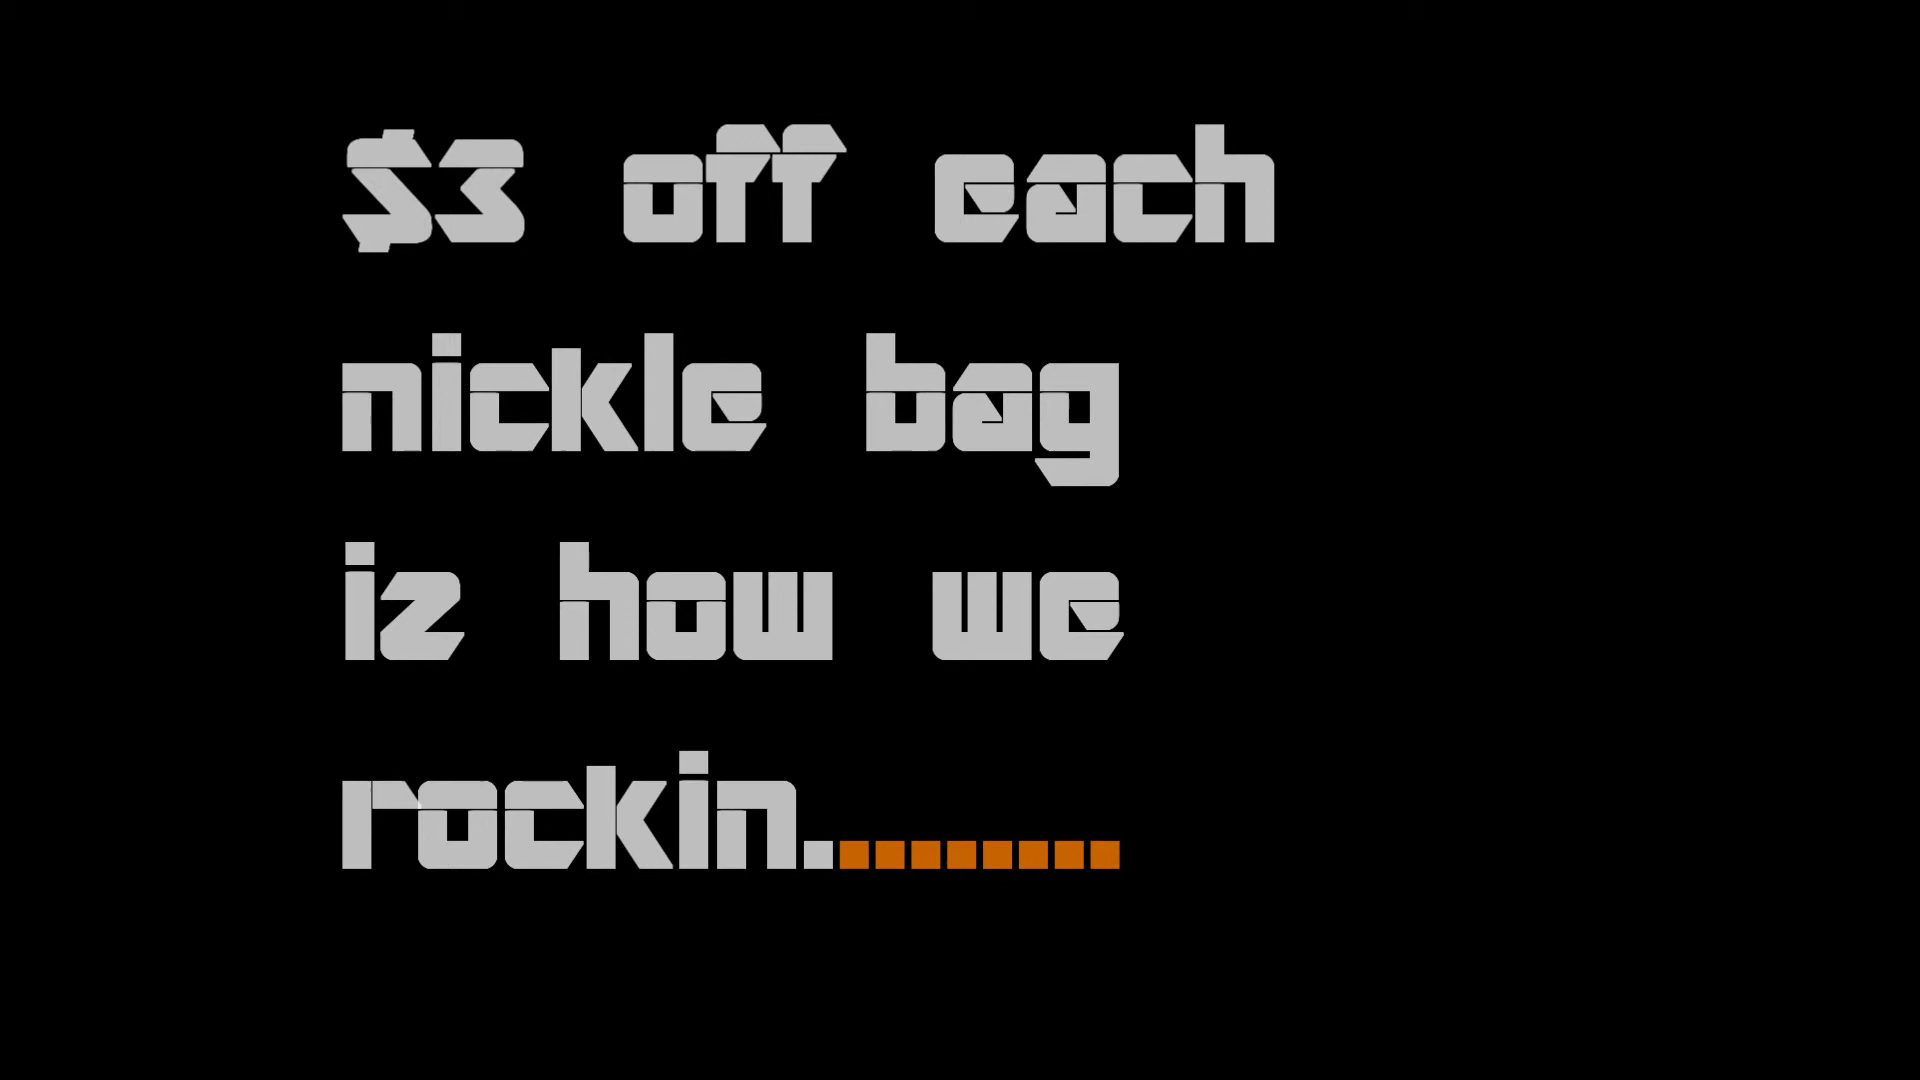 $3 off each
nickle bag
iz how we
rockin.........